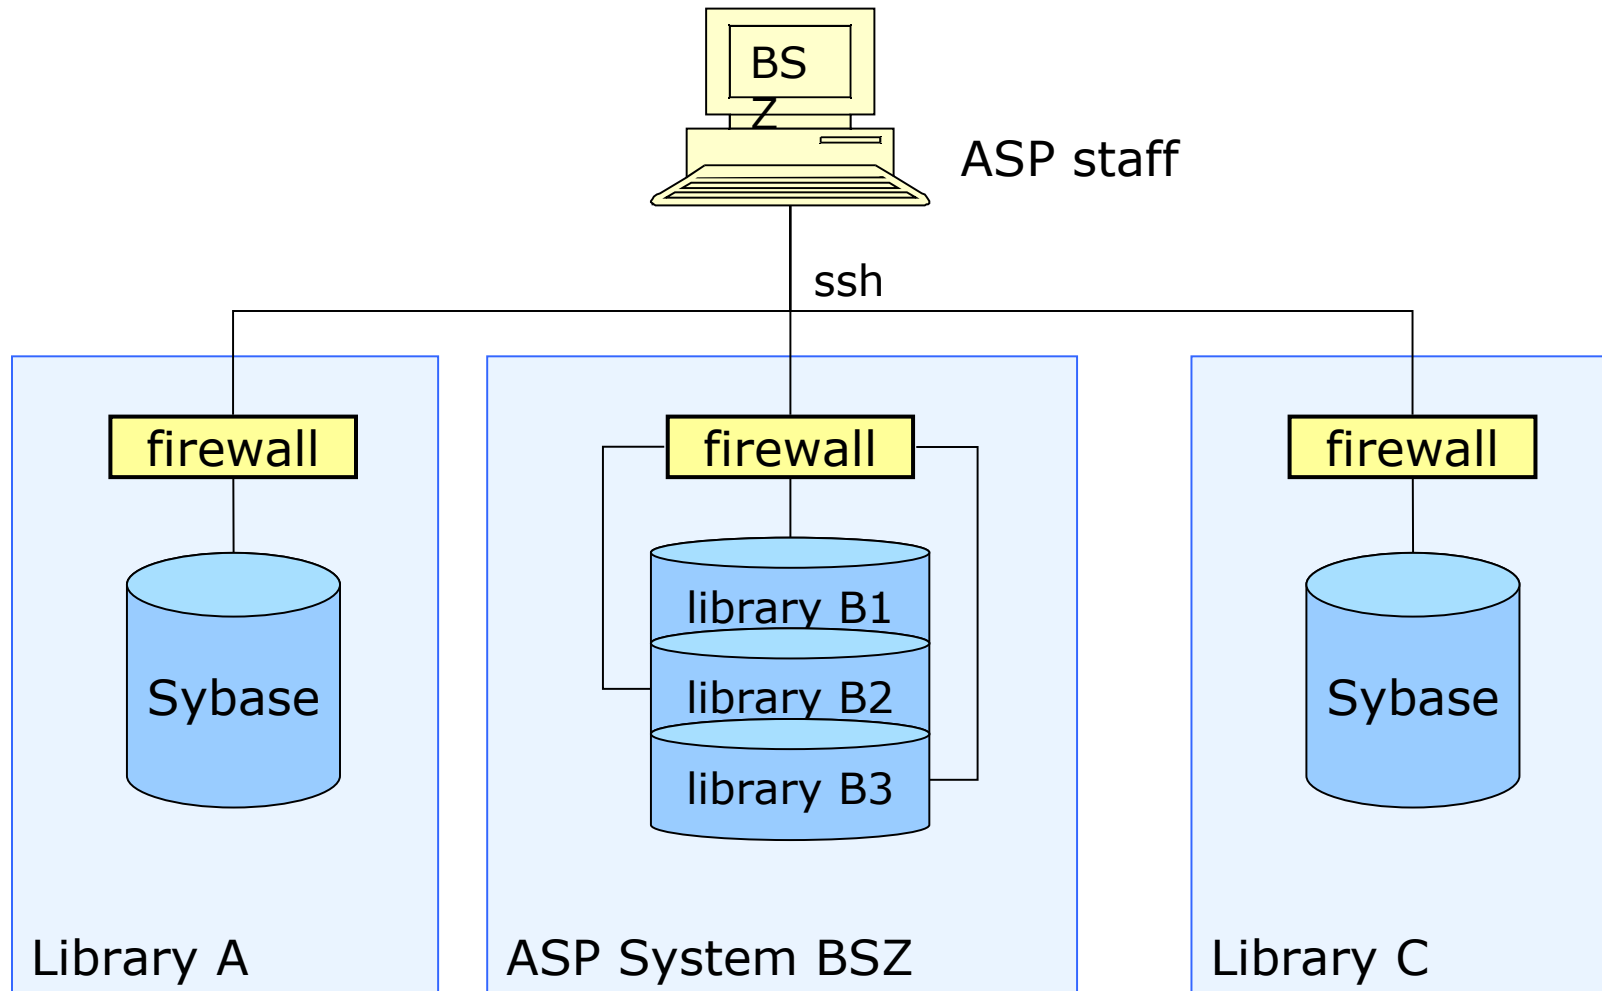 BS
Z
ASP staff
ssh
firewall
firewall
firewall
library B1
library B2
library B3
Sybase
Sybase
Library A
ASP System BSZ
Library C